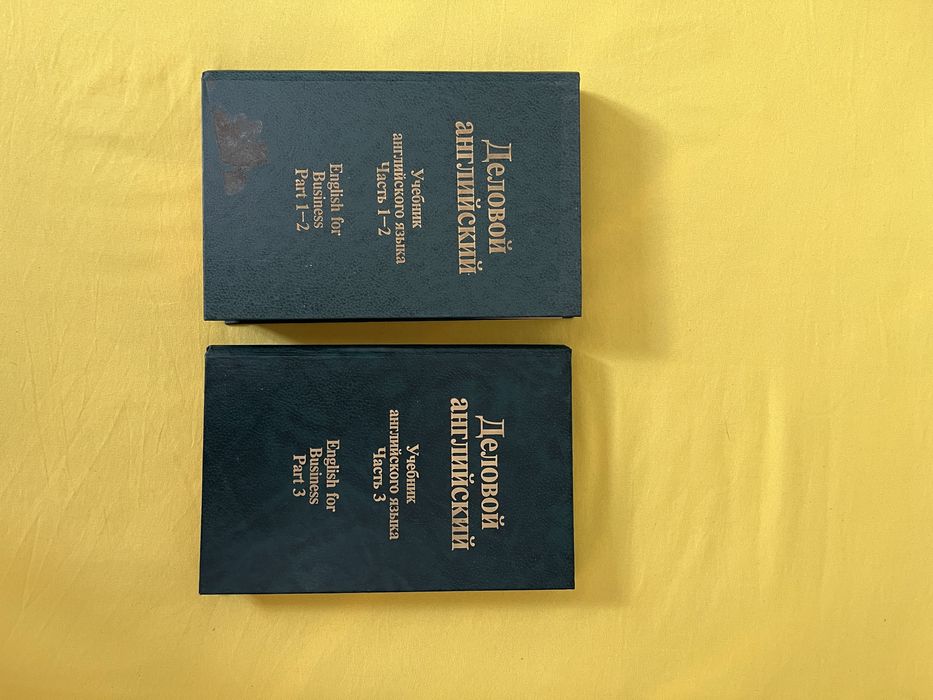 Деловой
английский
Учебник
английского языка
Часть 1–2
English for
Business
Part 1–2
Деловой
английский
Учебник
английского языка
Часть 3
English for
Business
Part 3